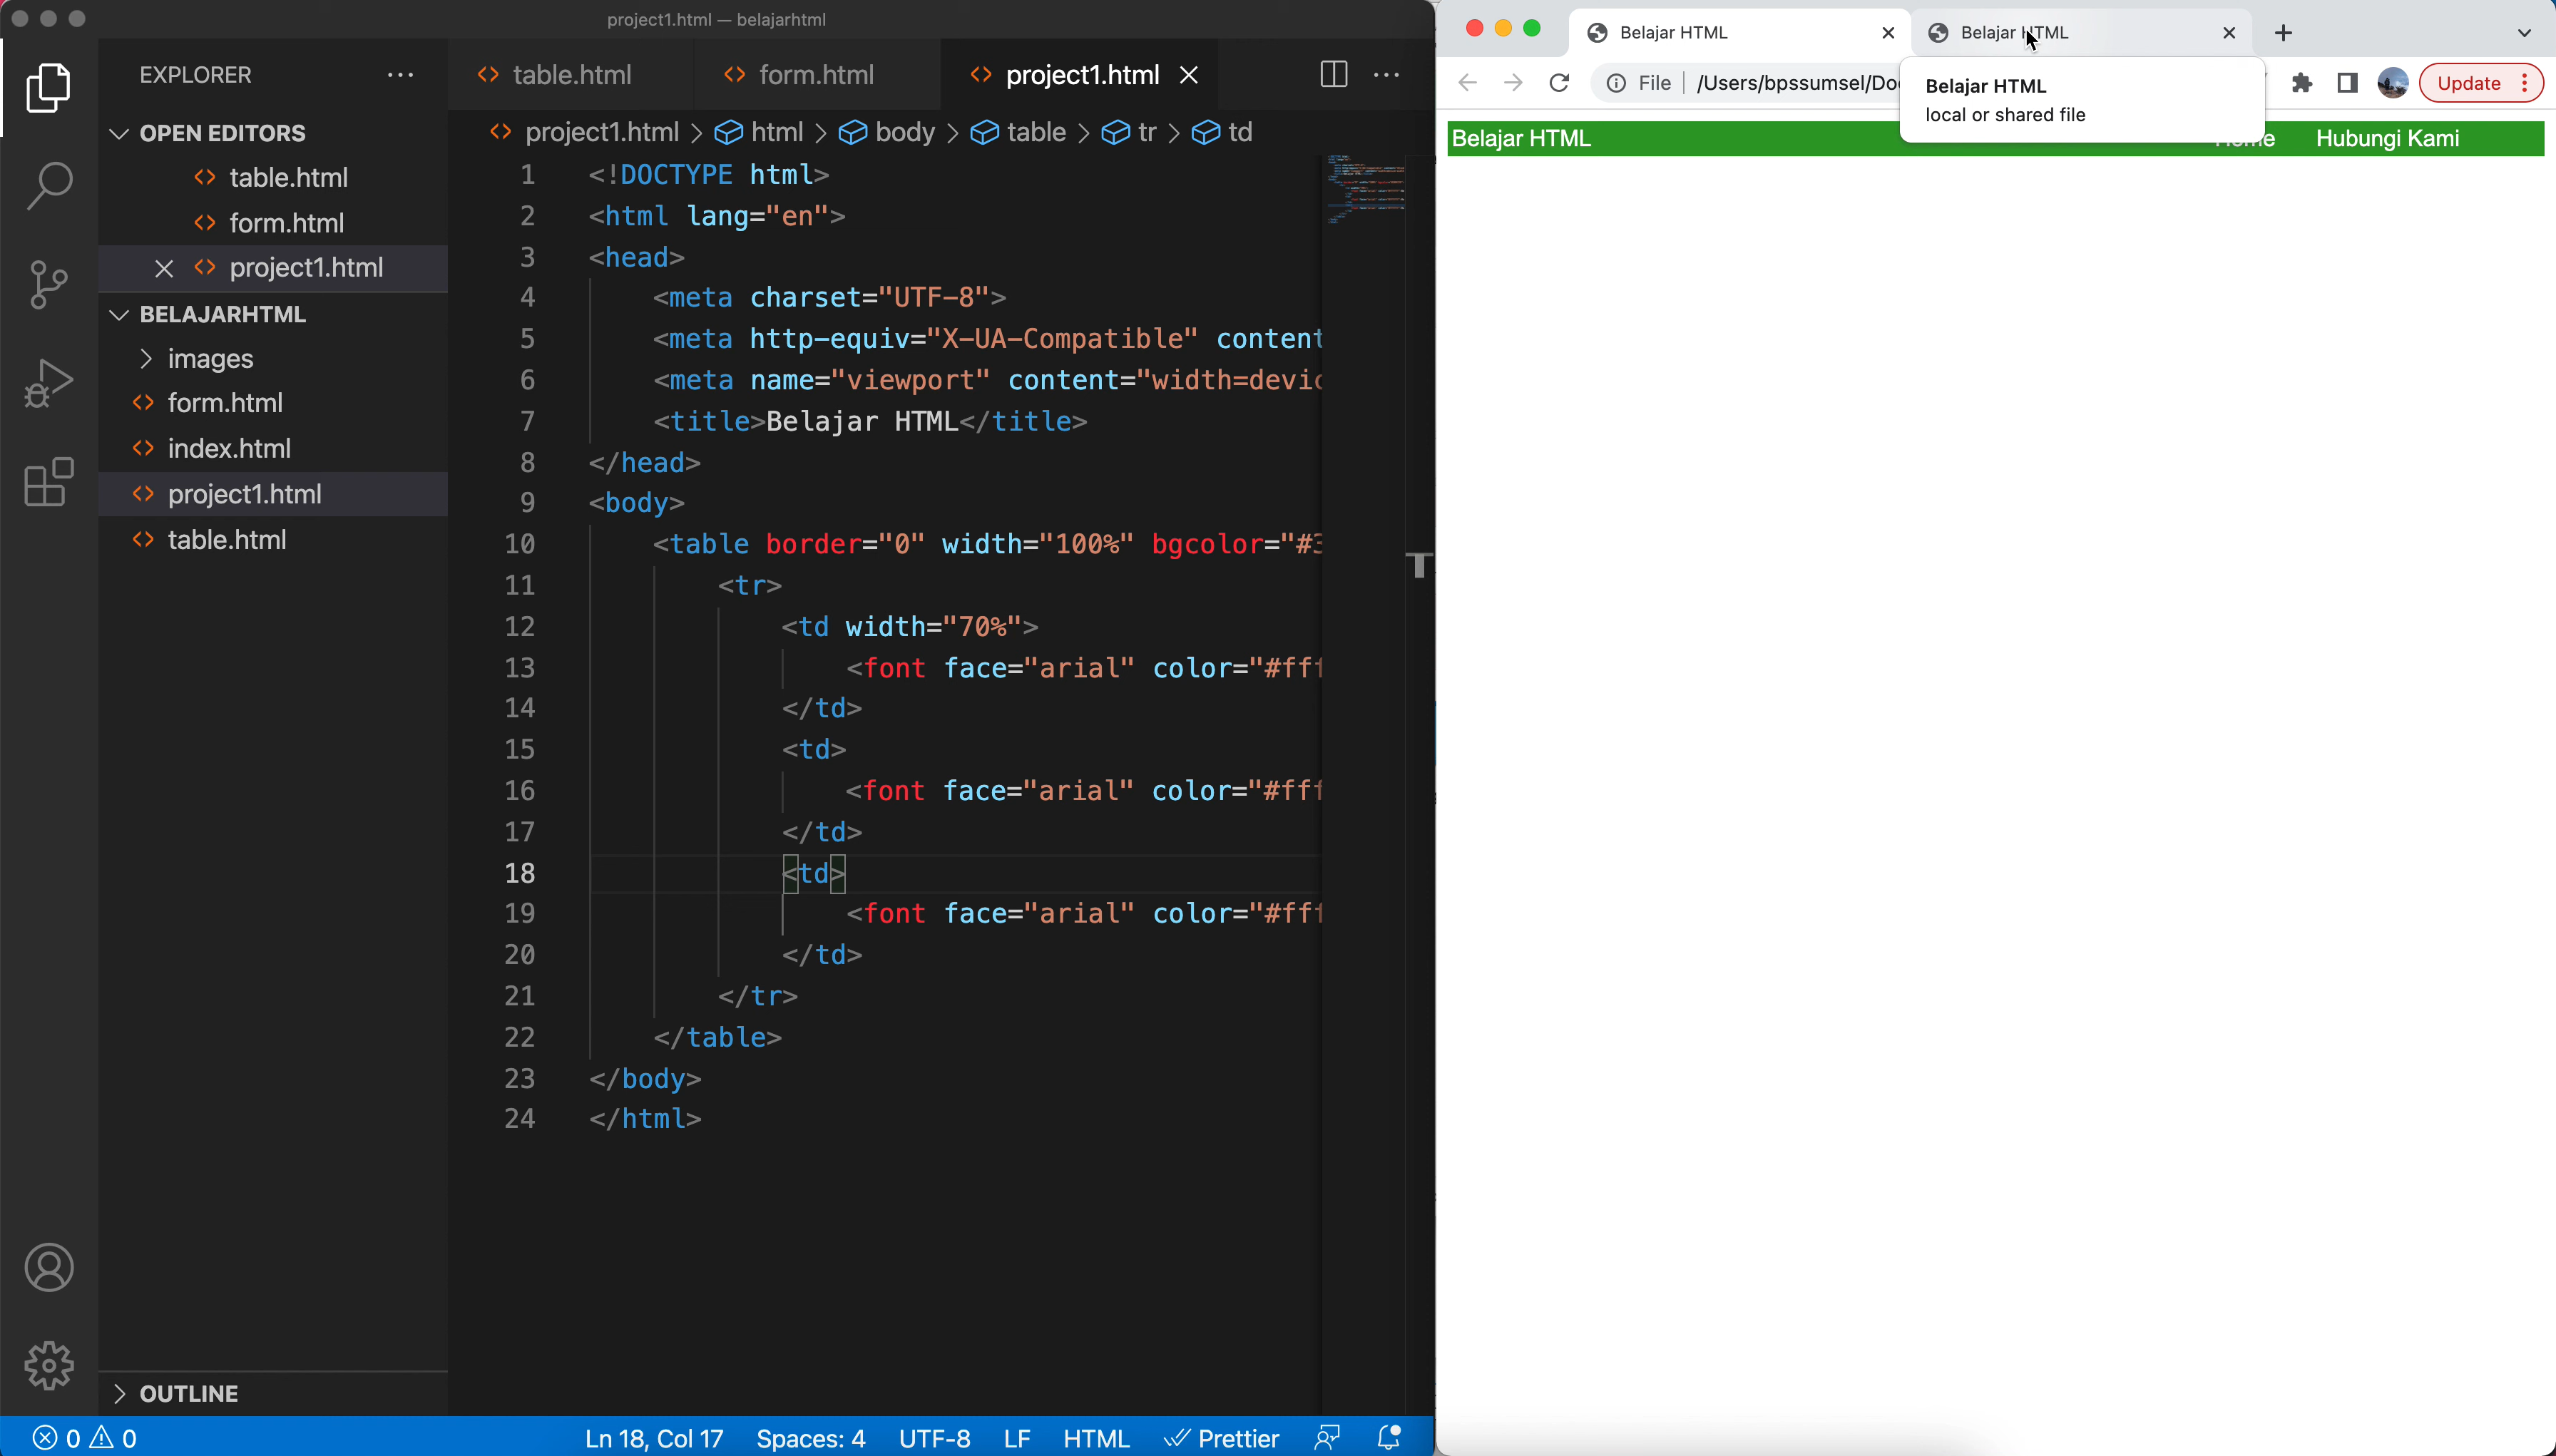 project1.html — belajarhtml
EXPLORER
OPEN EDITORS
table.html
form.html
project1.html
BELAJARHTML
images
form.html
index.html
project1.html
table.html
OUTLINE
table.html
form.html
project1.html
project1.html > html > body > table > tr > td
1 <!DOCTYPE html>
2 <html lang="en">
3 <head>
4 <meta charset="UTF-8">
5 <meta http-equiv="X-UA-Compatible" content
6 <meta name="viewport" content="width=devic
7 <title>Belajar HTML</title>
8 </head>
9 <body>
10 <table border="0" width="100%" bgcolor="#3
11 <tr>
12 <td width="70%">
13 <font face="arial" color="#fff
14 </td>
15 <td>
16 <font face="arial" color="#fff
17 </td>
18 <td>
19 <font face="arial" color="#fff
20 </td>
21 </tr>
22 </table>
23 </body>
24 </html>
0 0
Ln 18, Col 17 Spaces: 4 UTF-8 LF HTML Prettier
Belajar HTML
Belajar HTML
File /Users/bpssumsel/Do
Update
Belajar HTML
local or shared file
Belajar HTML Home Hubungi Kami